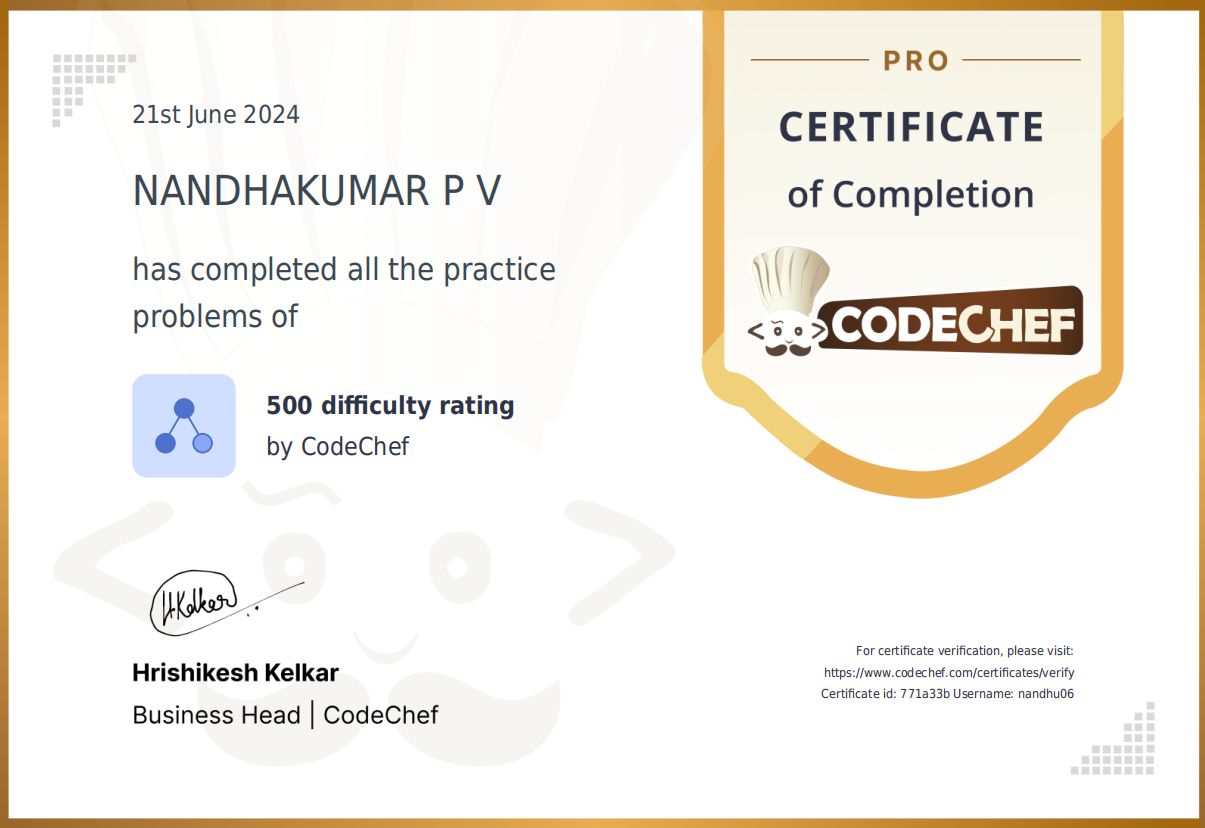 21st June 2024
NANDHAKUMAR P V
has completed all the practice
problems of
500 difficulty rating
by CodeChef
HKelkar
Hrishikesh Kelkar
Business Head | CodeChef
PRO
CERTIFICATE
of Completion
CODECHEF
For certificate verification, please visit:
https://www.codechef.com/certificates/verify
Certificate id: 771a33b Username: nandhu06